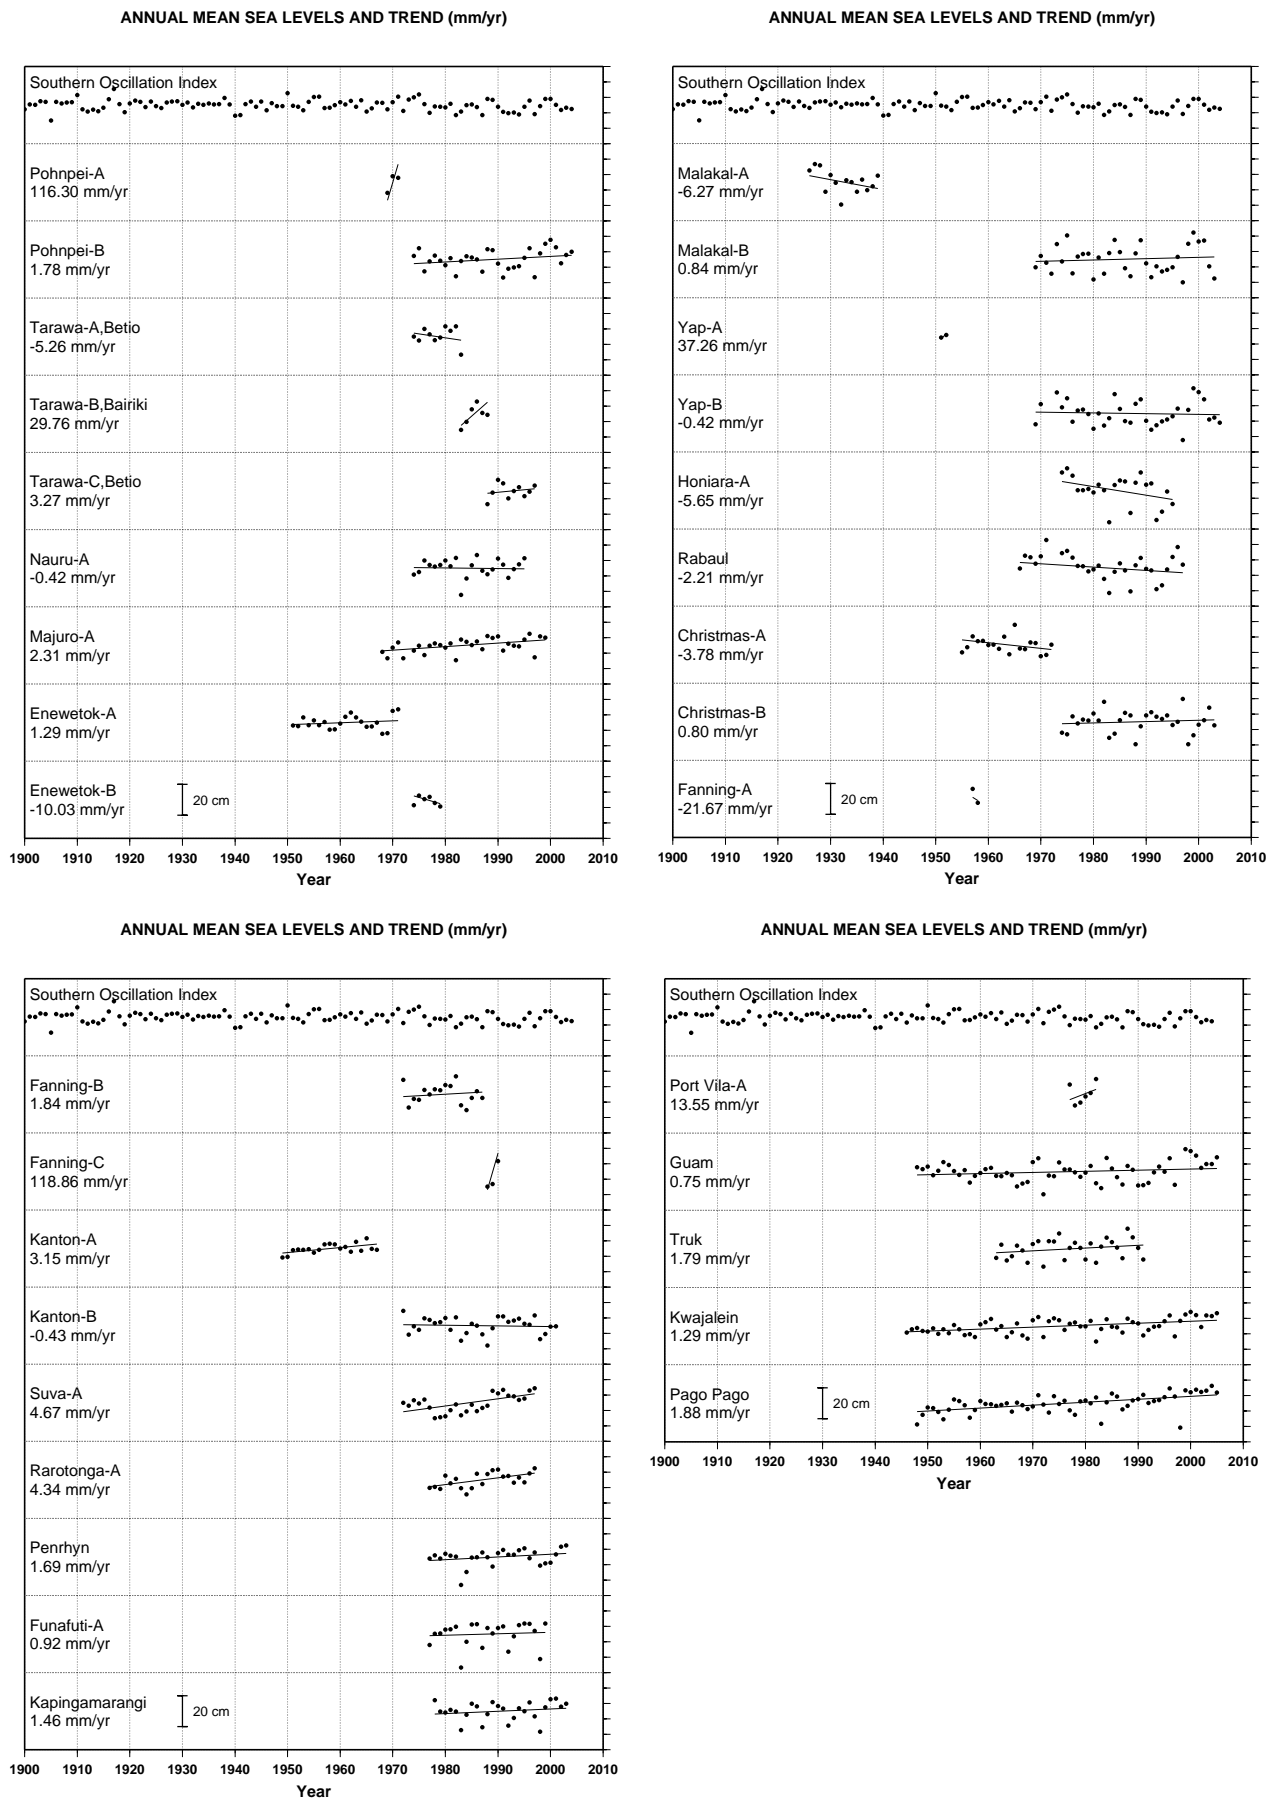 ANNUAL MEAN SEA LEVELS AND TREND (mm/yr)
Southern Oscillation Index
Pohnpei-A
116.30 mm/yr
Pohnpei-B
1.78 mm/yr
Tarawa-A,Betio
-5.26 mm/yr
Tarawa-B,Bairiki
29.76 mm/yr
Tarawa-C,Betio
3.27 mm/yr
Nauru-A
-0.42 mm/yr
Majuro-A
2.31 mm/yr
Enewetok-A
1.29 mm/yr
Enewetok-B
-10.03 mm/yr
20 cm
1900 1910 1920 1930 1940 1950 1960 1970 1980 1990 2000 2010
Year
ANNUAL MEAN SEA LEVELS AND TREND (mm/yr)
Southern Oscillation Index
Malakal-A
-6.27 mm/yr
Malakal-B
0.84 mm/yr
Yap-A
37.26 mm/yr
Yap-B
-0.42 mm/yr
Honiara-A
-5.65 mm/yr
Rabaul
-2.21 mm/yr
Christmas-A
-3.78 mm/yr
Christmas-B
0.80 mm/yr
Fanning-A
-21.67 mm/yr
20 cm
1900 1910 1920 1930 1940 1950 1960 1970 1980 1990 2000 2010
Year
ANNUAL MEAN SEA LEVELS AND TREND (mm/yr)
Southern Oscillation Index
Fanning-B
1.84 mm/yr
Fanning-C
118.86 mm/yr
Kanton-A
3.15 mm/yr
Kanton-B
-0.43 mm/yr
Suva-A
4.67 mm/yr
Rarotonga-A
4.34 mm/yr
Penrhyn
1.69 mm/yr
Funafuti-A
0.92 mm/yr
Kapingamarangi
1.46 mm/yr
20 cm
1900 1910 1920 1930 1940 1950 1960 1970 1980 1990 2000 2010
Year
ANNUAL MEAN SEA LEVELS AND TREND (mm/yr)
Southern Oscillation Index
Port Vila-A
13.55 mm/yr
Guam
0.75 mm/yr
Truk
1.79 mm/yr
Kwajalein
1.29 mm/yr
Pago Pago
1.88 mm/yr
20 cm
1900 1910 1920 1930 1940 1950 1960 1970 1980 1990 2000 2010
Year